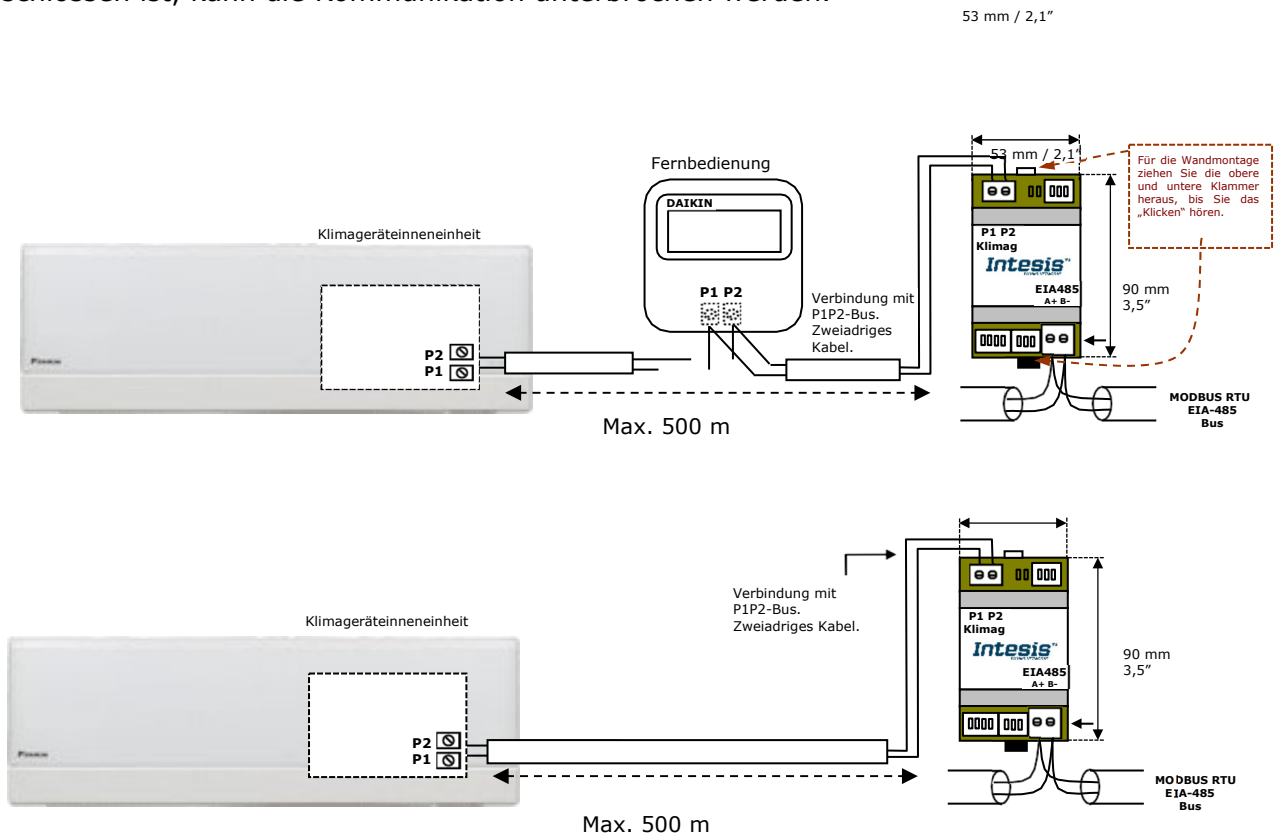 schliessen ist, kann die Kommunikation unterbrochen werden.
53 mm / 2,1”
Fernbedienung
DAIKIN
P1 P2
Klimageräteinneneinheit
P2
P1
Verbindung mit
P1P2-Bus.
Zweiadriges
Kabel.
Max. 500 m
53 mm / 2,1”
P1 P2
Klimag
Intesis™
EIA485
A+ B-
90 mm
3,5”
Für die Wandmontage
ziehen Sie die obere
und untere Klammer
heraus, bis Sie das
„Klicken“ hören.
MODBUS RTU
EIA-485
Bus
Klimageräteinneneinheit
P2
P1
Verbindung mit
P1P2-Bus.
Zweiadriges Kabel.
Max. 500 m
P1 P2
Klimag
Intesis™
EIA485
A+ B-
90 mm
3,5”
MODBUS RTU
EIA-485
Bus